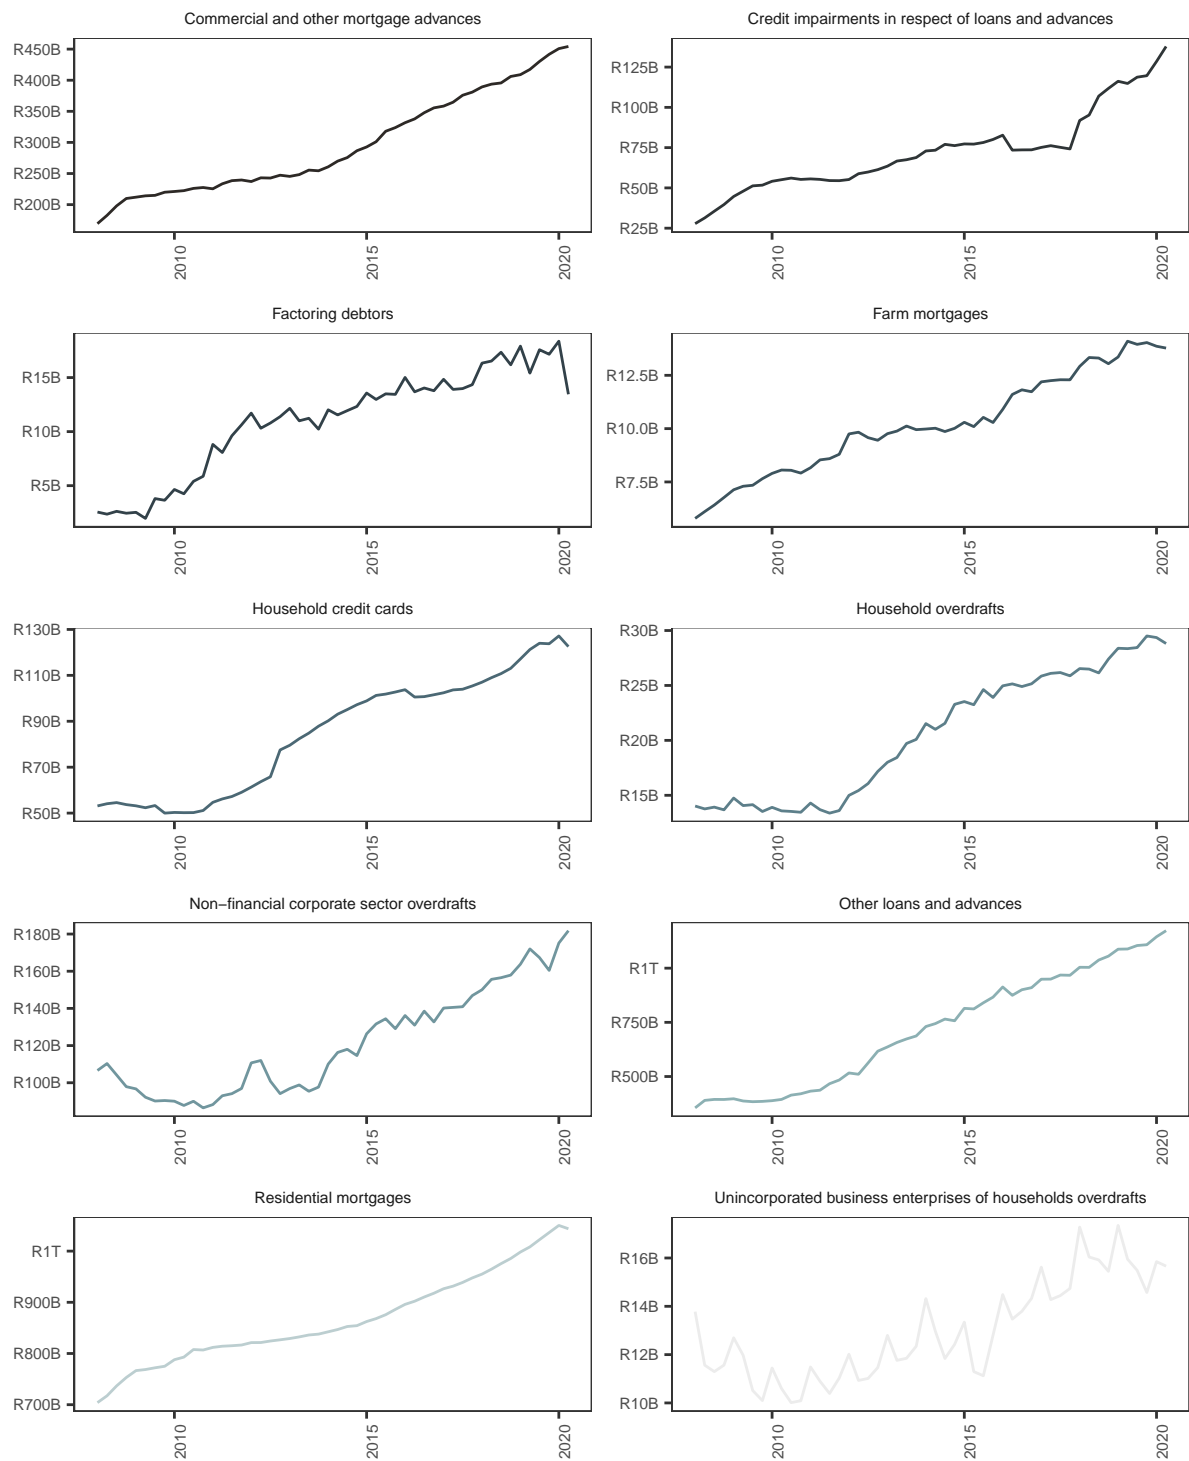 Commercial and other mortgage advances
R450B
R400B
R350B
R300B
R250B
R200B
2010
2015
2020
Credit impairments in respect of loans and advances
R125B
R100B
R75B
R50B
R25B
2010
2015
2020
Factoring debtors
R15B
R10B
R5B
2010
2015
2020
Farm mortgages
R12.5B
R10.0B
R7.5B
2010
2015
2020
Household credit cards
R130B
R110B
R90B
R70B
R50B
2010
2015
2020
Household overdrafts
R30B
R25B
R20B
R15B
2010
2015
2020
Non−financial corporate sector overdrafts
R180B
R160B
R140B
R120B
R100B
2010
2015
2020
Other loans and advances
R1T
R750B
R500B
2010
2015
2020
Residential mortgages
R1T
R900B
R800B
R700B
2010
2015
2020
Unincorporated business enterprises of households overdrafts
R16B
R14B
R12B
R10B
2010
2015
2020